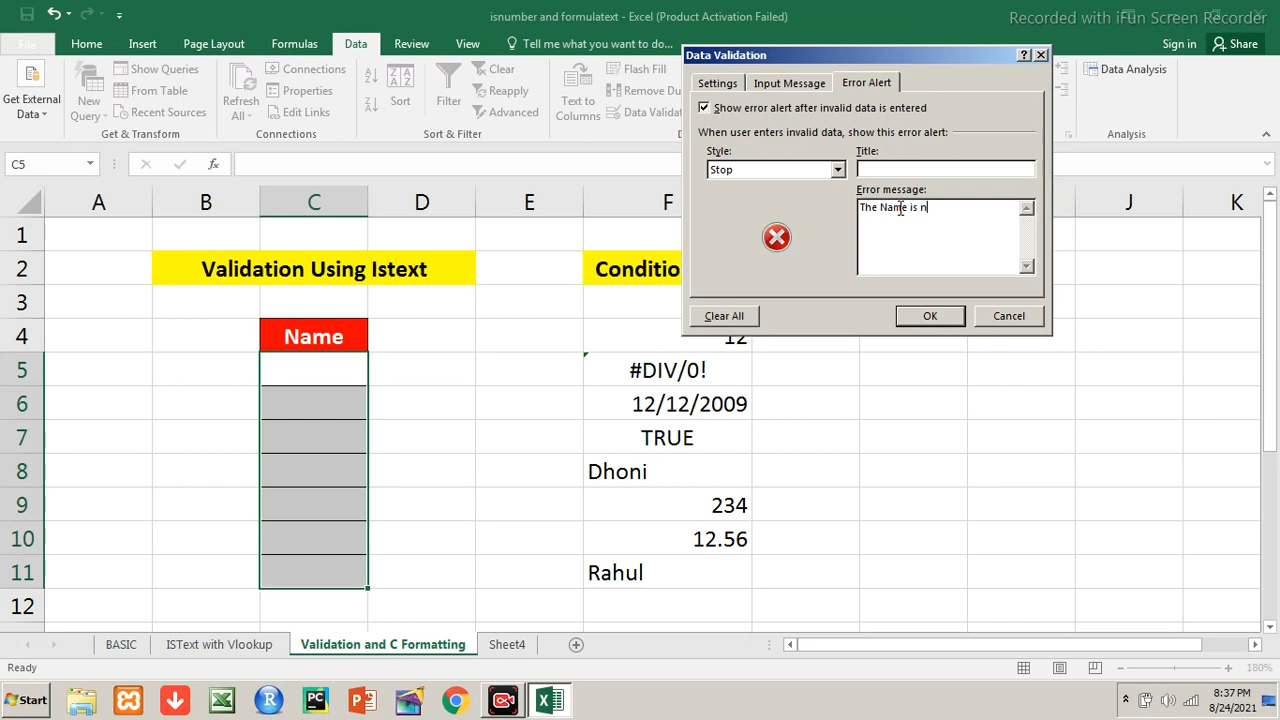 isnumber and formulatext - Excel (Product Activation Failed)
Recorded with iFun Screen Recorder
File Home Insert Page Layout Formulas Data Review View Tell me what you want to do... Sign in Share
Get External Data
Show Queries
From Table
Recent Sources
New Query
Get & Transform
Refresh All
Connections
Properties
Connections
Sort
Filter
Clear
Reapply
Advanced
Sort & Filter
Text to Columns
Flash Fill
Remove Du
Data Analysis
Analysis
C5
fx
Data Validation
Settings Input Message Error Alert
Show error alert after invalid data is entered
When user enters invalid data, show this error alert:
Style: Title:
Stop
Error message:
The Name is n
Clear All OK Cancel
A B C D E F J K
1
2 Validation Using Istext Conditio
3
4 Name 12
5 #DIV/0!
6 12/12/2009
7 TRUE
8 Dhoni
9 234
10 12.56
11 Rahul
12
BASIC ISText with Vlookup Validation and C Formatting Sheet4
Ready 180%
Start 8:37 PM
8/24/2021